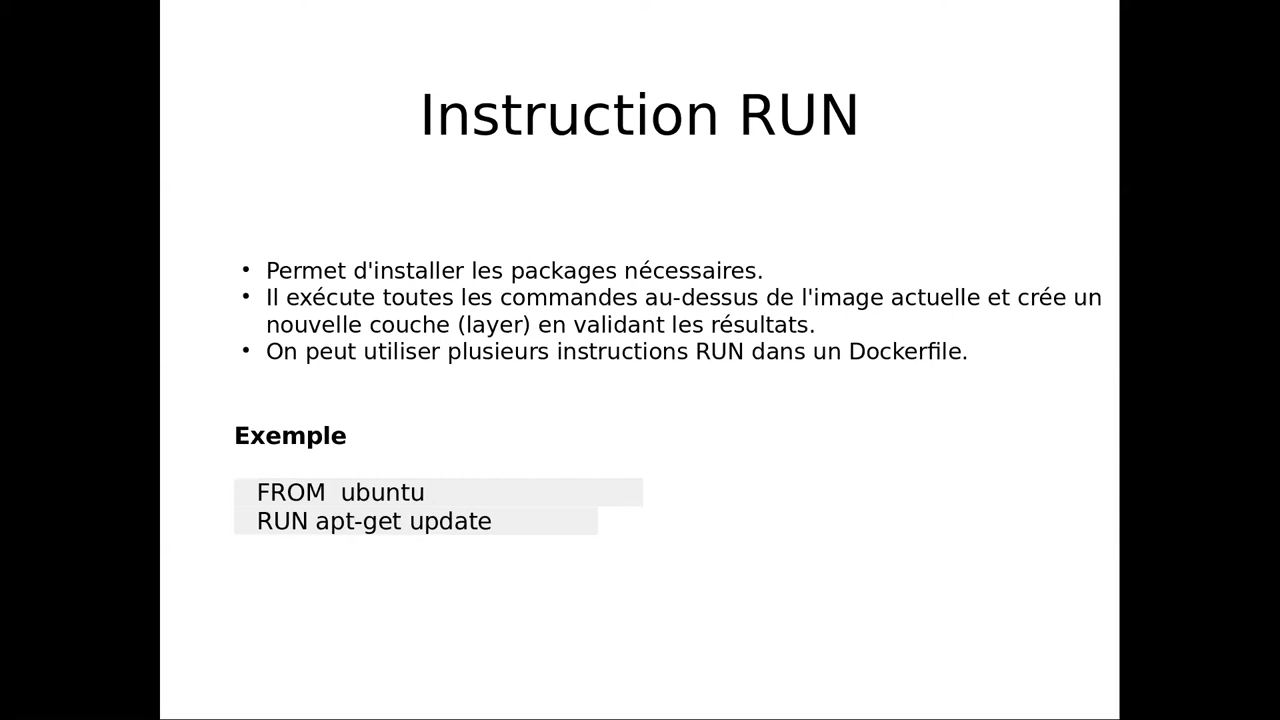 Instruction RUN
• Permet d'installer les packages nécessaires.
• Il exécute toutes les commandes au-dessus de l'image actuelle et crée un
nouvelle couche (layer) en validant les résultats.
• On peut utiliser plusieurs instructions RUN dans un Dockerfile.
Exemple
FROM  ubuntu
RUN apt-get update